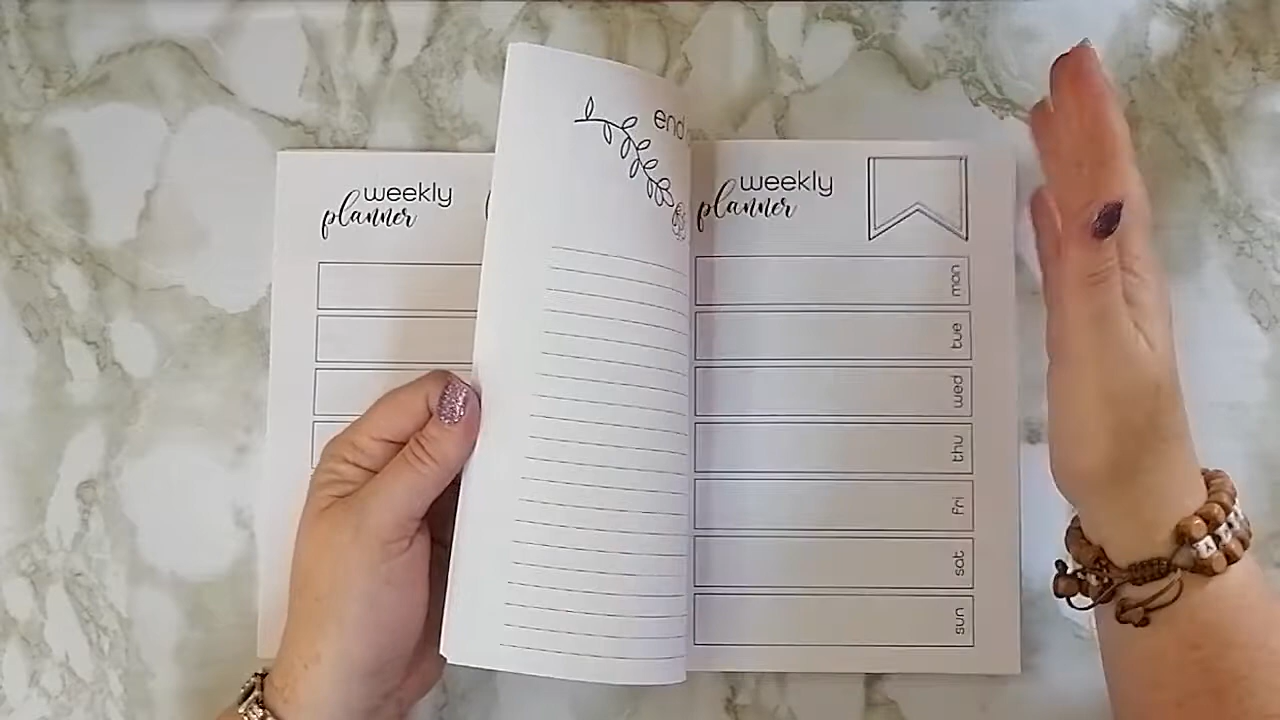 weekly
planner
end
weekly
planner
mon
tue
wed
thu
fri
sat
sun